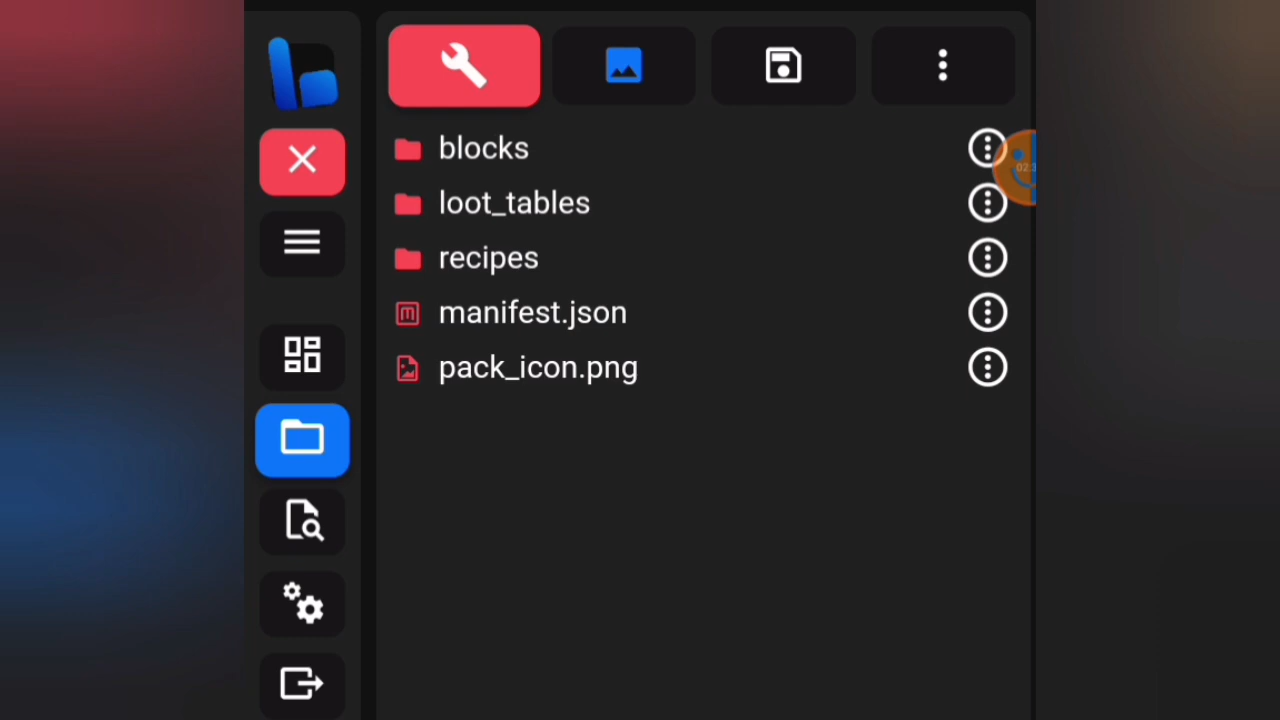 blocks
loot_tables
recipes
manifest.json
pack_icon.png